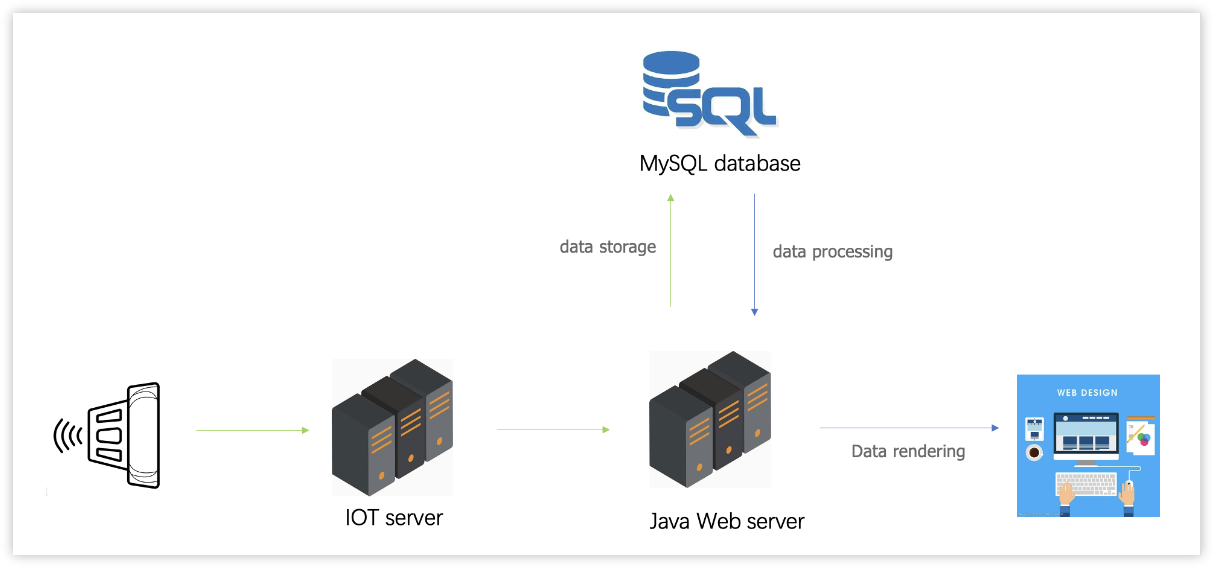 SQL
MySQL database
data storage
data processing
WEB DESIGN
IOT server
Java Web server
Data rendering